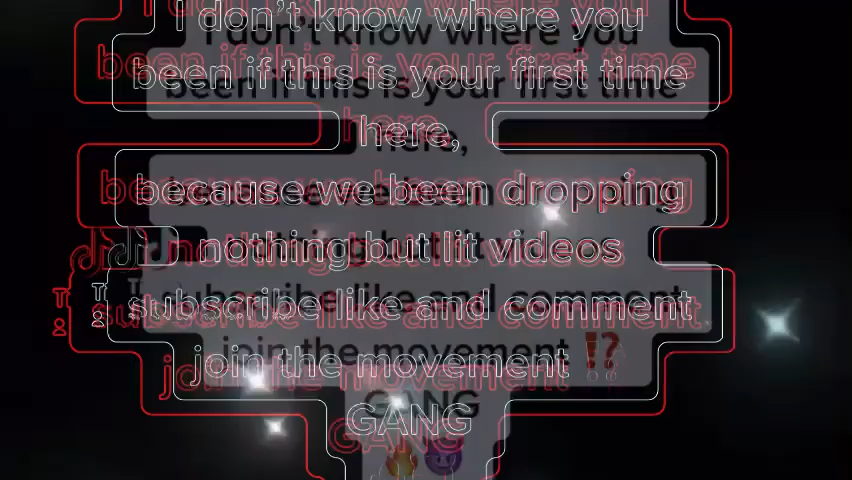 i don't know where you
been if this is your first time
here,
because we been dropping
nothing but lit videos
subscribe like and comment
join the movement ⁉️
GANG
🔥😈